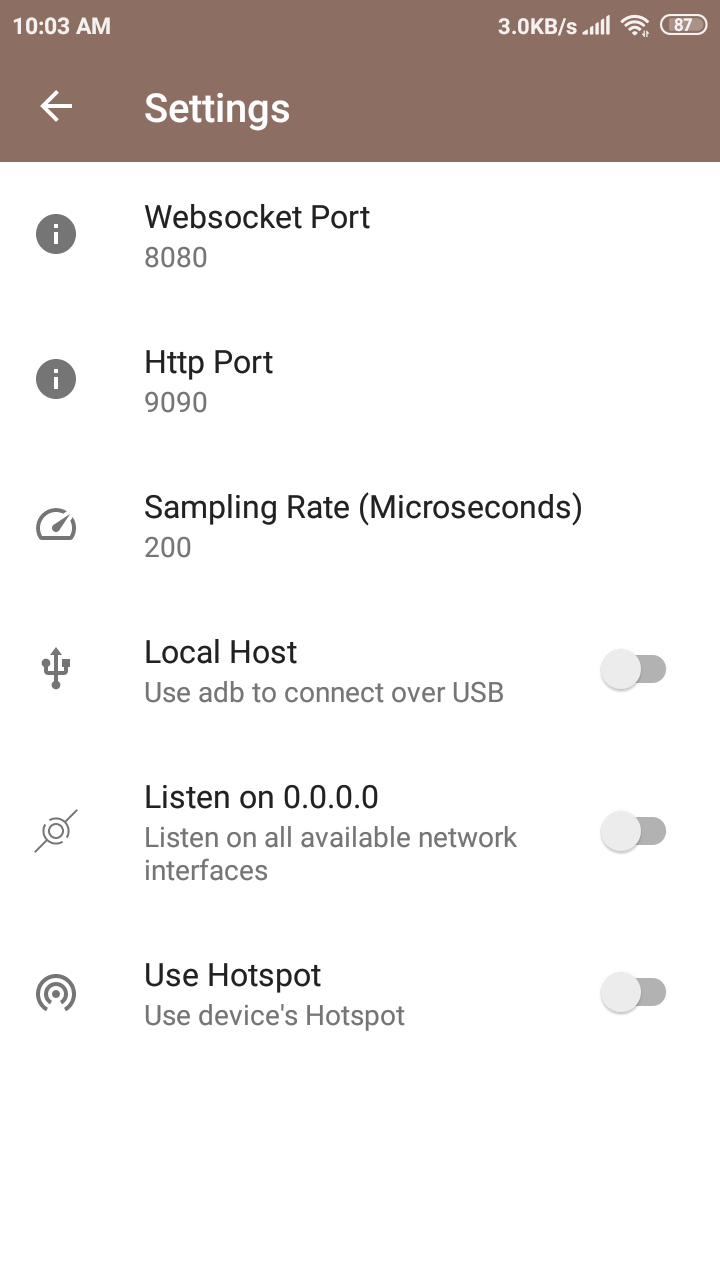 10:03 AM 3.0KB/s 87
Settings
Websocket Port
8080
Http Port
9090
Sampling Rate (Microseconds)
200
Local Host
Use adb to connect over USB
Listen on 0.0.0.0
Listen on all available network
interfaces
Use Hotspot
Use device's Hotspot